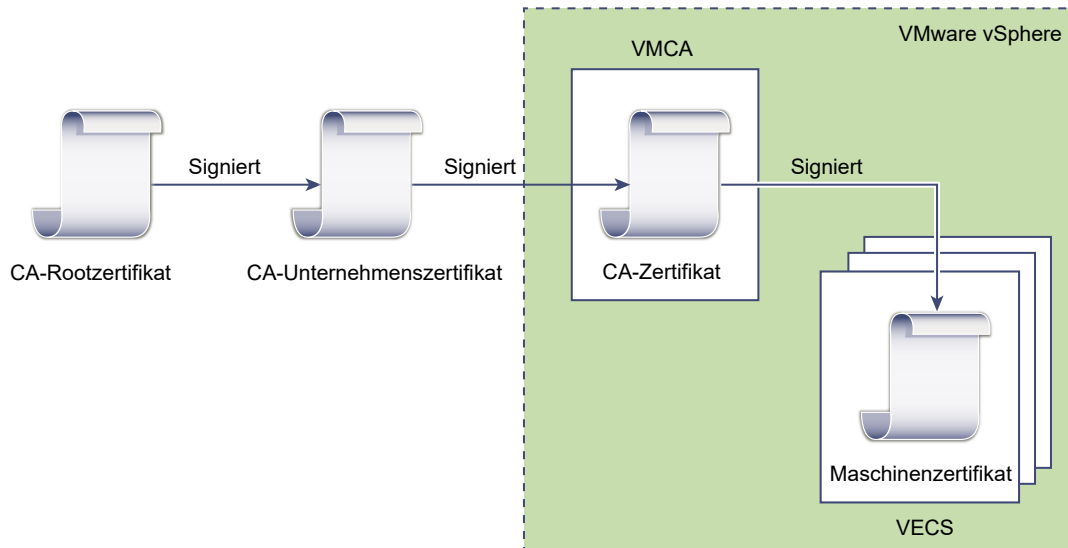 VMware vSphere
VMCA
Signiert
Signiert
Signiert
CA-Rootzertifikat
CA-Unternehmenszertifikat
CA-Zertifikat
Maschinenzertifikat
VECS